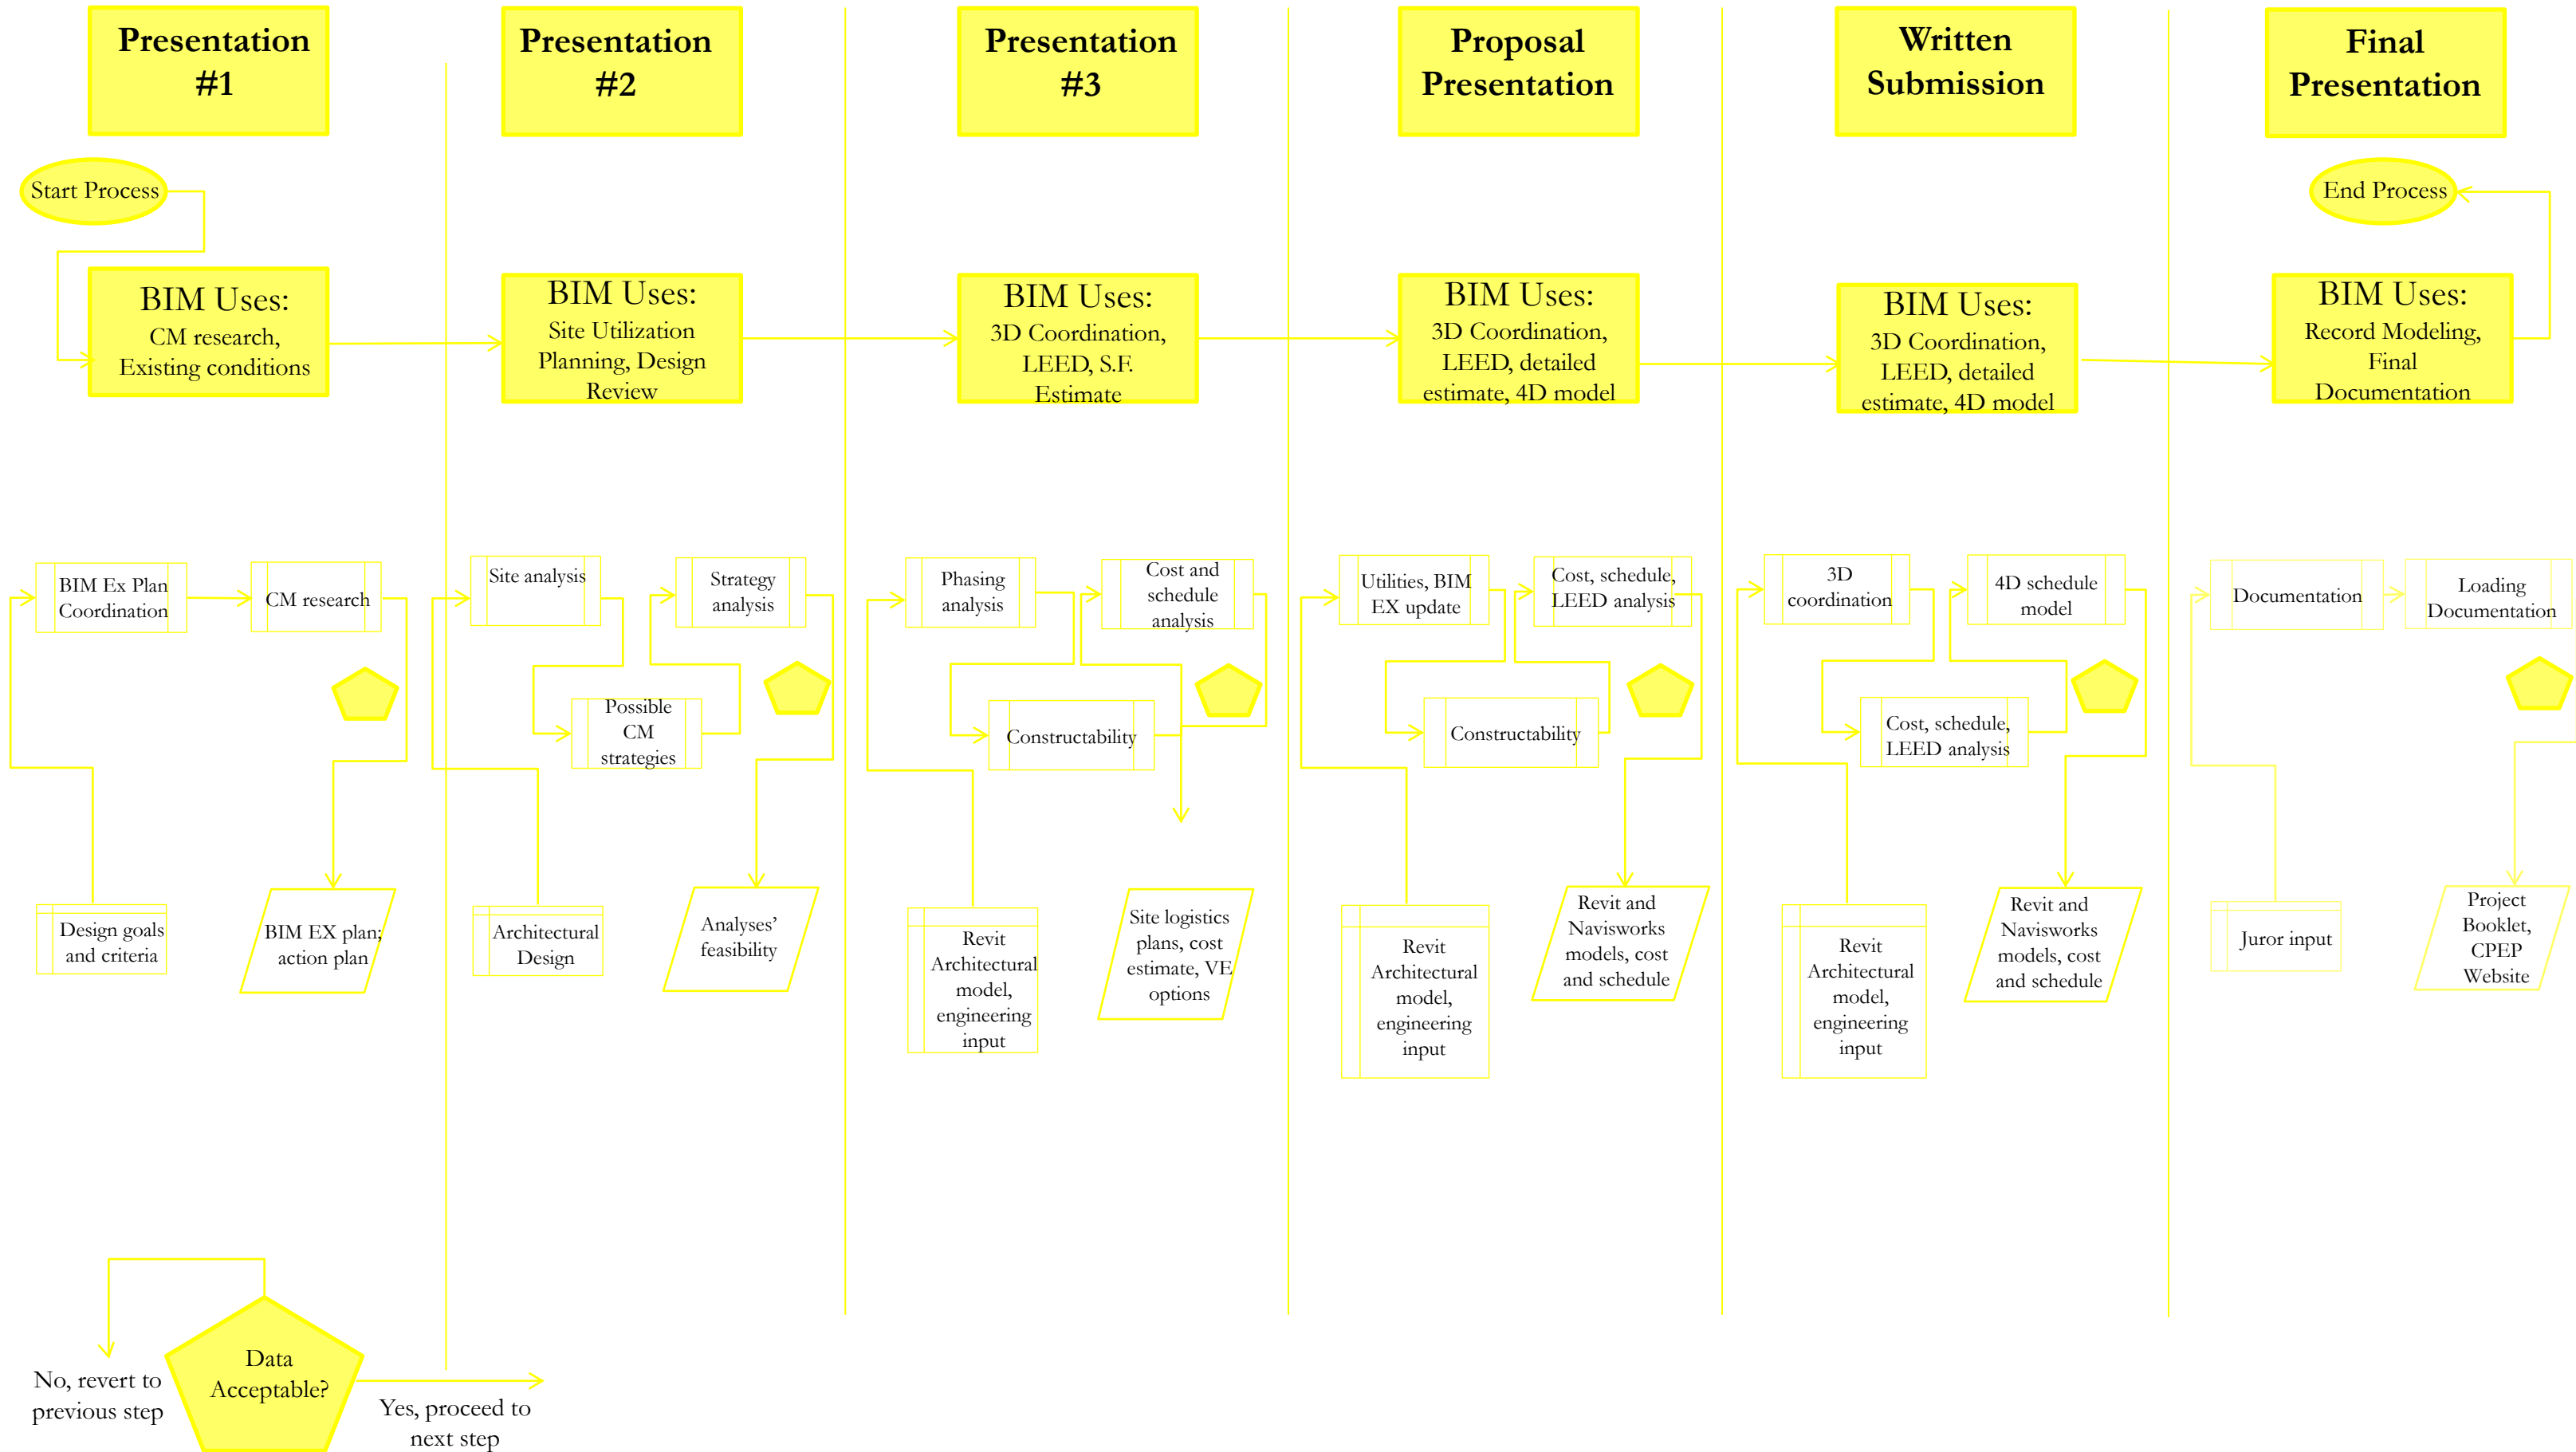 Presentation
#1
Presentation
#2
Presentation
#3
Proposal
Presentation
Written
Submission
Final
Presentation
Start Process
End Process
BIM Uses:
CM research,
Existing conditions
BIM Uses:
Site Utilization
Planning, Design
Review
BIM Uses:
3D Coordination,
LEED, S.F.
Estimate
BIM Uses:
3D Coordination,
LEED, detailed
estimate, 4D model
BIM Uses:
3D Coordination,
LEED, detailed
estimate, 4D model
BIM Uses:
Record Modeling,
Final
Documentation
BIM Ex Plan
Coordination
CM research
Site analysis
Strategy
analysis
Possible
CM
strategies
Phasing
analysis
Cost and
schedule
analysis
Constructability
Utilities, BIM
EX update
Cost, schedule,
LEED analysis
Constructability
3D
coordination
4D schedule
model
Cost, schedule,
LEED analysis
Documentation
Loading
Documentation
Design goals
and criteria
BIM EX plan;
action plan
Architectural
Design
Analyses’
feasibility
Revit
Architectural
model,
engineering
input
Site logistics
plans, cost
estimate, VE
options
Revit
Architectural
model,
engineering
input
Revit and
Navisworks
models, cost
and schedule
Revit
Architectural
model,
engineering
input
Revit and
Navisworks
models, cost
and schedule
Juror input
Project
Booklet,
CPEP
Website
Data
Acceptable?
No, revert to
previous step
Yes, proceed to
next step